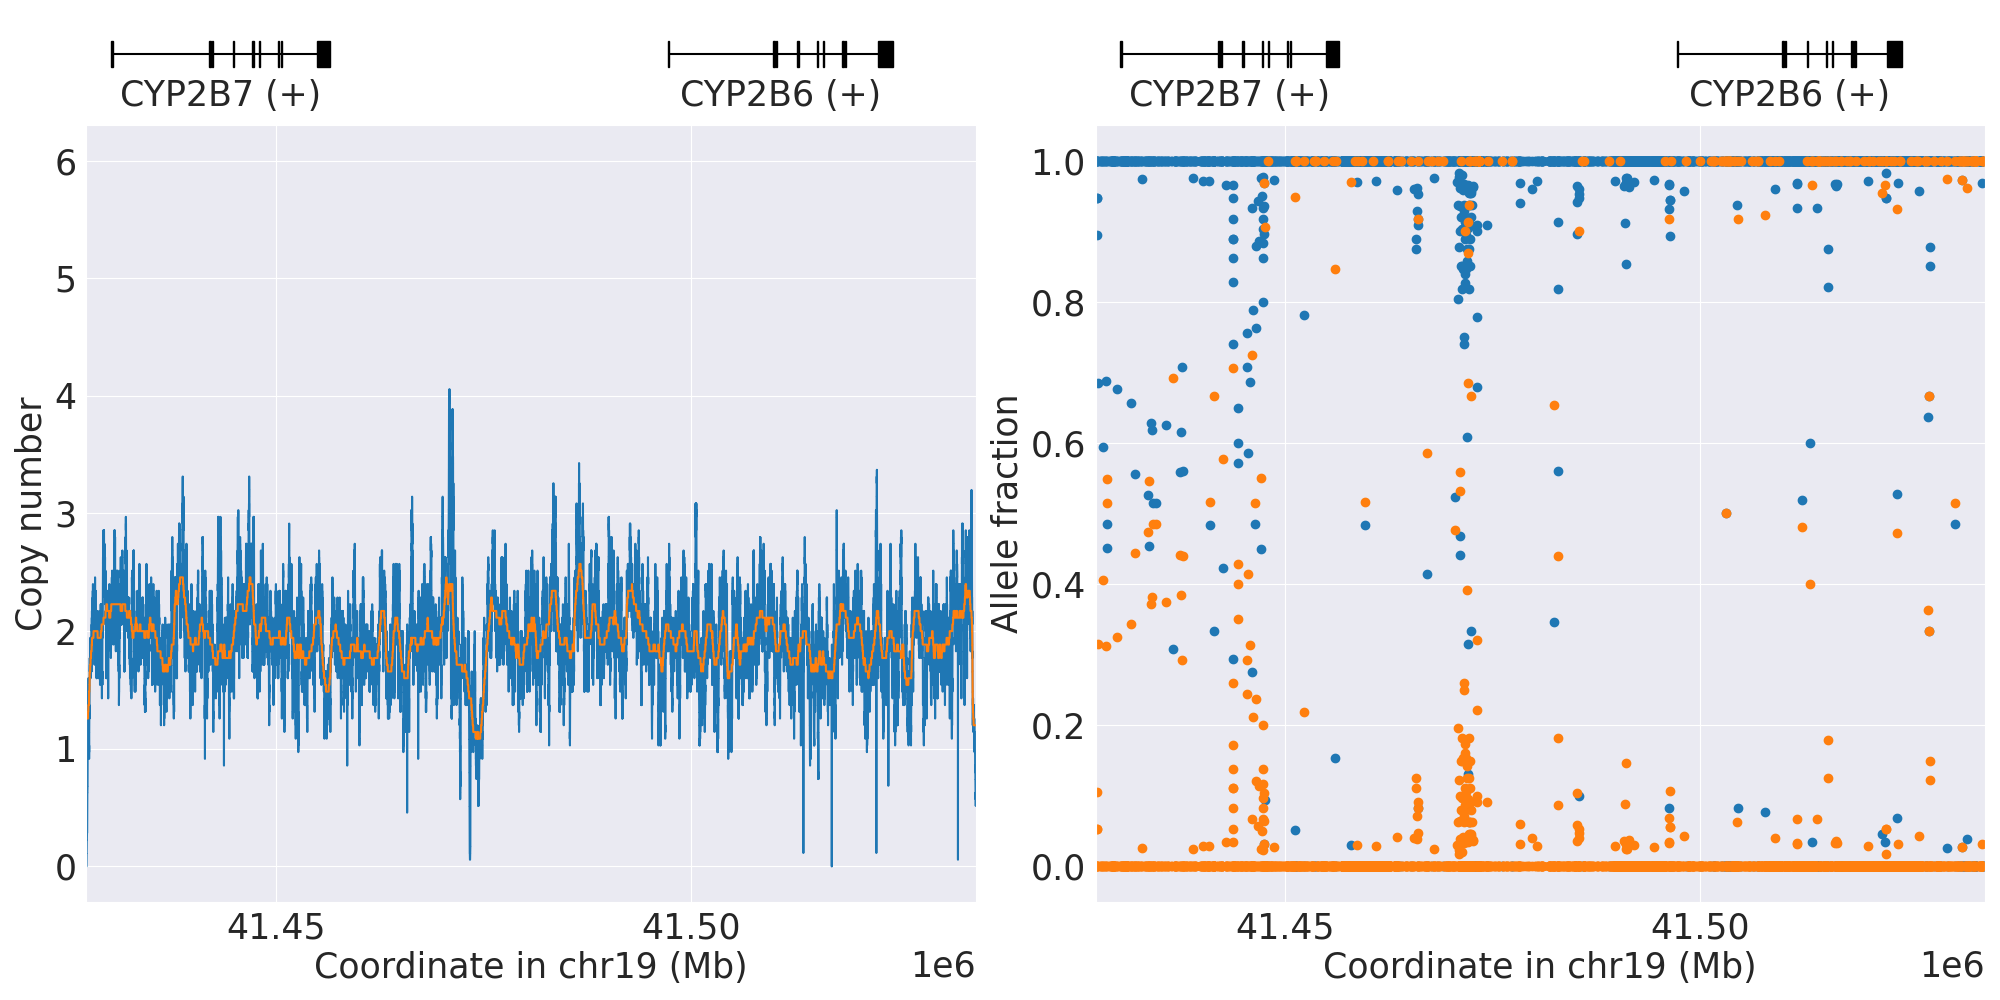 CYP2B7 (+)
CYP2B6 (+)
CYP2B7 (+)
CYP2B6 (+)
Copy number
6
5
4
3
2
1
0
41.45
41.50
Coordinate in chr19 (Mb)
1e6
Allele fraction
1.0
0.8
0.6
0.4
0.2
0.0
41.45
41.50
Coordinate in chr19 (Mb)
1e6